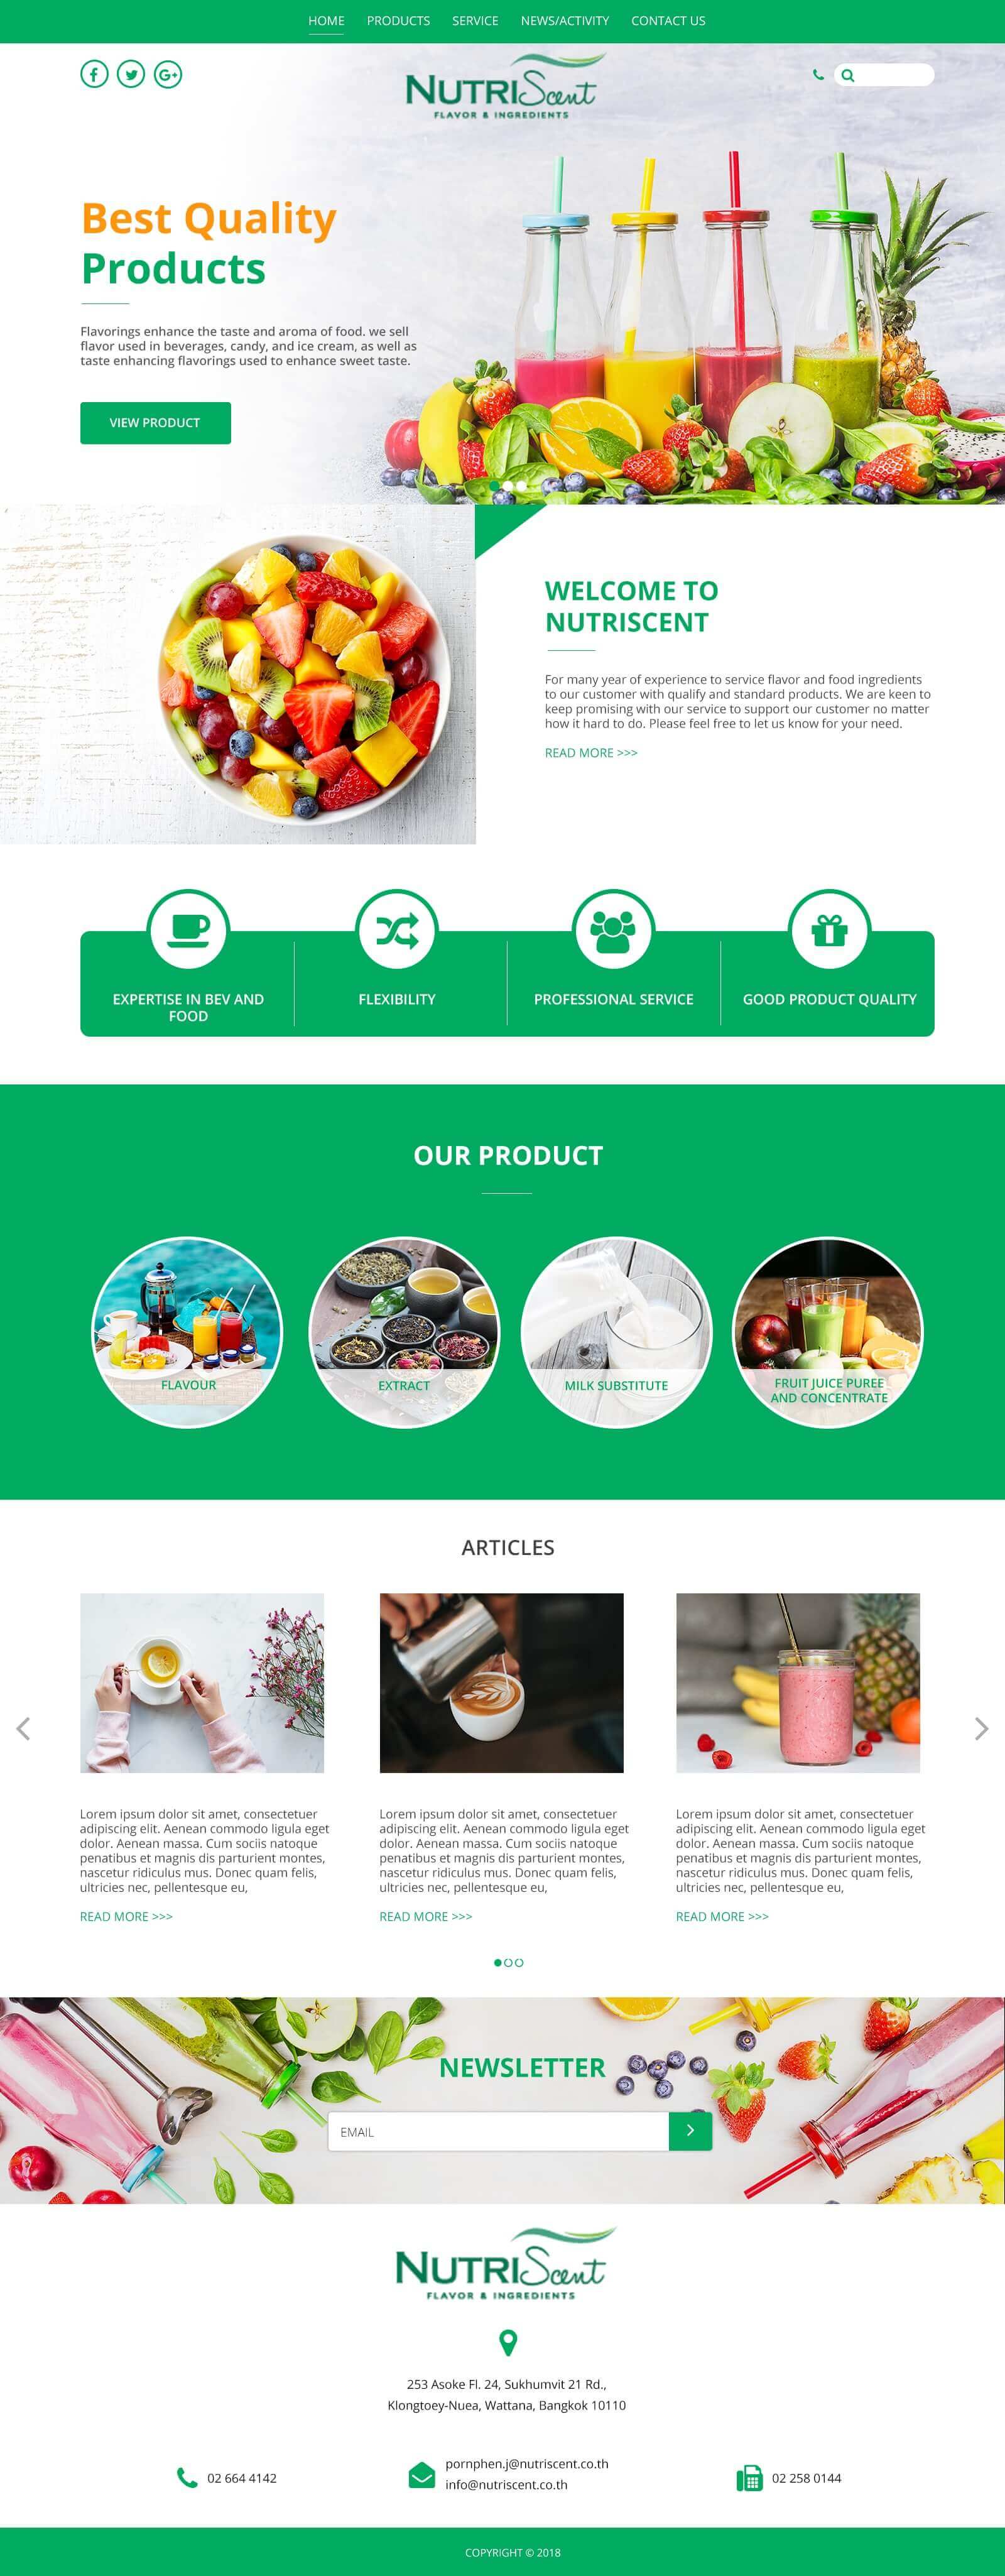 HOME PRODUCTS SERVICE NEWS/ACTIVITY CONTACT US
NUTRIScent
FLAVOR & INGREDIENTS
Best Quality
Products
Flavorings enhance the taste and aroma of food. we sell
flavor used in beverages, candy, and ice cream, as well as
taste enhancing flavorings used to enhance sweet taste.
VIEW PRODUCT
WELCOME TO
NUTRISCENT
For many year of experience to service flavor and food ingredients
to our customer with qualify and standard products. We are keen to
keep promising with our service to support our customer no matter
how it hard to do. Please feel free to let us know for your need.
READ MORE >>>
EXPERTISE IN BEV AND
FOOD
FLEXIBILITY
PROFESSIONAL SERVICE
GOOD PRODUCT QUALITY
OUR PRODUCT
FLAVOUR
EXTRACT
MILK SUBSTITUTE
FRUIT JUICE PUREE
AND CONCENTRATE
ARTICLES
Lorem ipsum dolor sit amet, consectetuer
adipiscing elit. Aenean commodo ligula eget
dolor. Aenean massa. Cum sociis natoque
penatibus et magnis dis parturient montes,
nascetur ridiculus mus. Donec quam felis,
ultricies nec, pellentesque eu,
READ MORE >>>
Lorem ipsum dolor sit amet, consectetuer
adipiscing elit. Aenean commodo ligula eget
dolor. Aenean massa. Cum sociis natoque
penatibus et magnis dis parturient montes,
nascetur ridiculus mus. Donec quam felis,
ultricies nec, pellentesque eu,
READ MORE >>>
Lorem ipsum dolor sit amet, consectetuer
adipiscing elit. Aenean commodo ligula eget
dolor. Aenean massa. Cum sociis natoque
penatibus et magnis dis parturient montes,
nascetur ridiculus mus. Donec quam felis,
ultricies nec, pellentesque eu,
READ MORE >>>
NEWSLETTER
EMAIL
NUTRIScent
FLAVOR & INGREDIENTS
253 Asoke Fl. 24, Sukhumvit 21 Rd.,
Klongtoey-Nuea, Wattana, Bangkok 10110
02 664 4142
pornphen.j@nutriscent.co.th
info@nutriscent.co.th
02 258 0144
COPYRIGHT © 2018